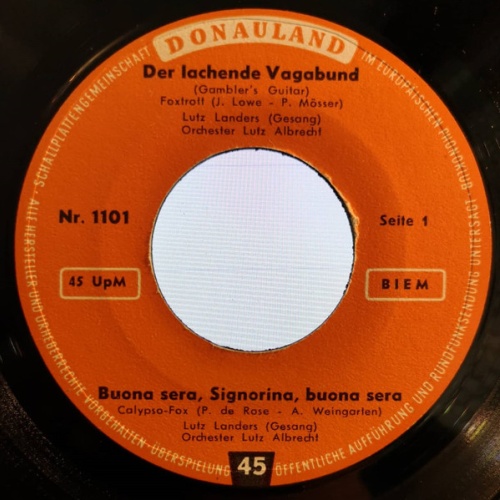 DONAULAND
SCHALLPLATTENGEMEINSCHAFT
IM EUROPÄISCHEN PHONOKLUB
Der lachende Vagabund
(Gambler's Guitar)
Foxtrott (J. Lowe - P. Mösser)
Lutz Landers (Gesang)
Orchester Lutz Albrecht
Nr. 1101
Seite 1
45 UpM
BIEM
Buona sera, Signorina, buona sera
Calypso-Fox (P. de Rose - A. Weingarten)
Lutz Landers (Gesang)
Orchester Lutz Albrecht
45
· ALLE HERSTELLER-UND URHEBERRECHTE VORBEHALTEN · ÜBERSPIELUNG ÖFFENTLICHE AUFFÜHRUNG UND RUNDFUNKSENDUNG UNTERSAGT ·